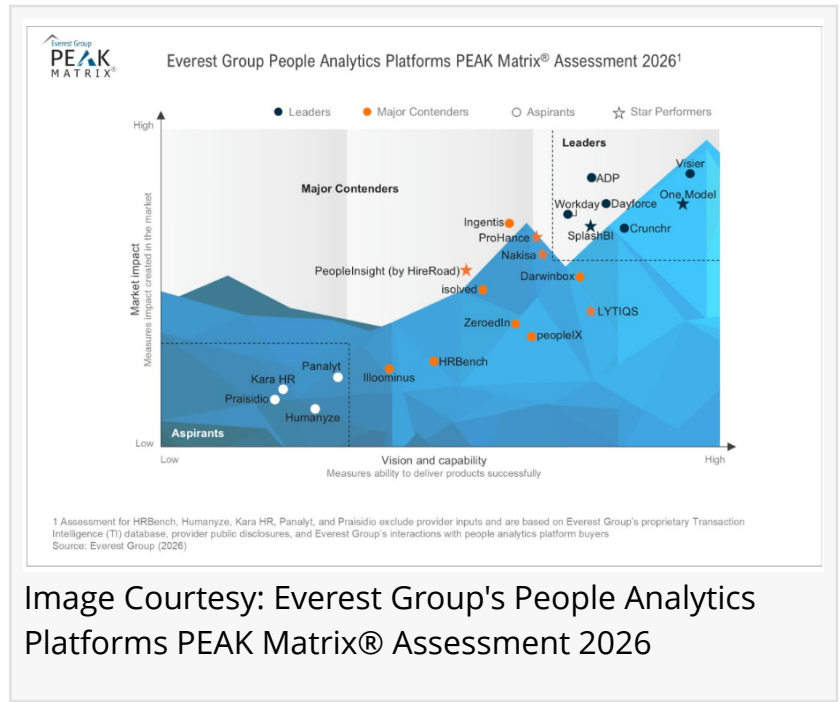 Everest Group
PEAK
MATRIX®
Everest Group People Analytics Platforms PEAK Matrix® Assessment 2026¹
Leaders
Major Contenders
Aspirants
Star Performers
High
Leaders
Visier
ADP
Major Contenders
One Model
Workday
Dayforce
Ingentis
SplashBI
Crunchr
ProHance
Nakisa
PeopleInsight (by HireRoad)
Darwinbox
isolved
LYTIQS
ZeroedIn
peopleIX
HRBench
Panalyt
Illoominus
Kara HR
Praisidio
Humanyze
Aspirants
Market impact
Measures impact created in the market
Low
Low
Vision and capability
High
Measures ability to deliver products successfully
1 Assessment for HRBench, Humanyze, Kara HR, Panalyt, and Praisidio exclude provider inputs and are based on Everest Group's proprietary Transaction
Intelligence (TI) database, provider public disclosures, and Everest Group's interactions with people analytics platform buyers
Source: Everest Group (2026)
Image Courtesy: Everest Group's People Analytics
Platforms PEAK Matrix® Assessment 2026